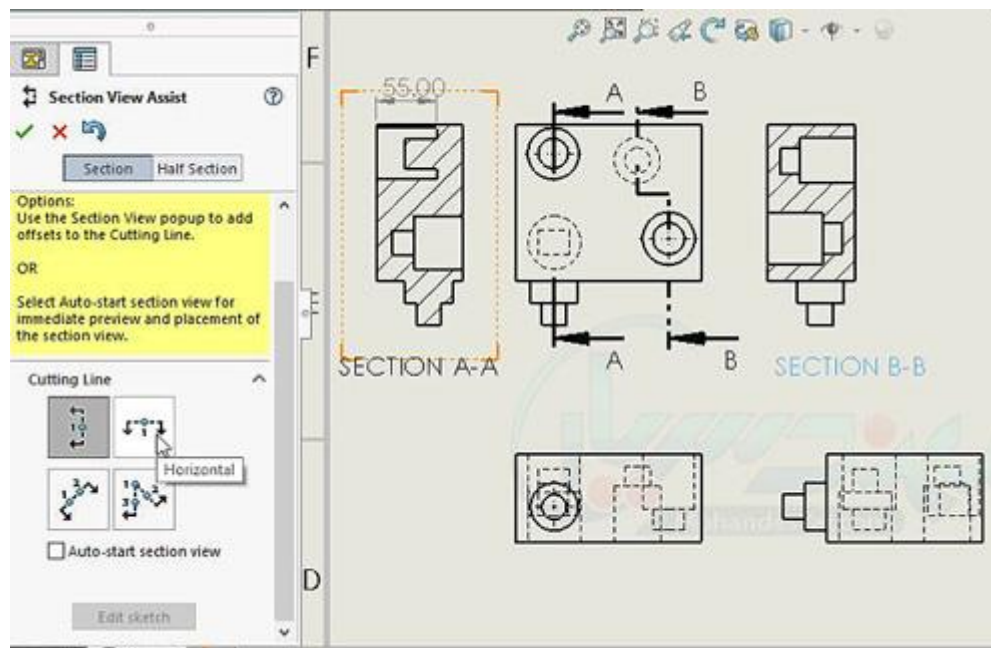 Section View Assist
Section
Half Section
Options:
Use the Section View popup to add
offsets to the Cutting Line.
OR
Select Auto-start section view for
immediate preview and placement of
the section view.
Cutting Line
Horizontal
Auto-start section view
Edit sketch
F
E
D
55.00
A
B
A
B
SECTION A-A
SECTION B-B